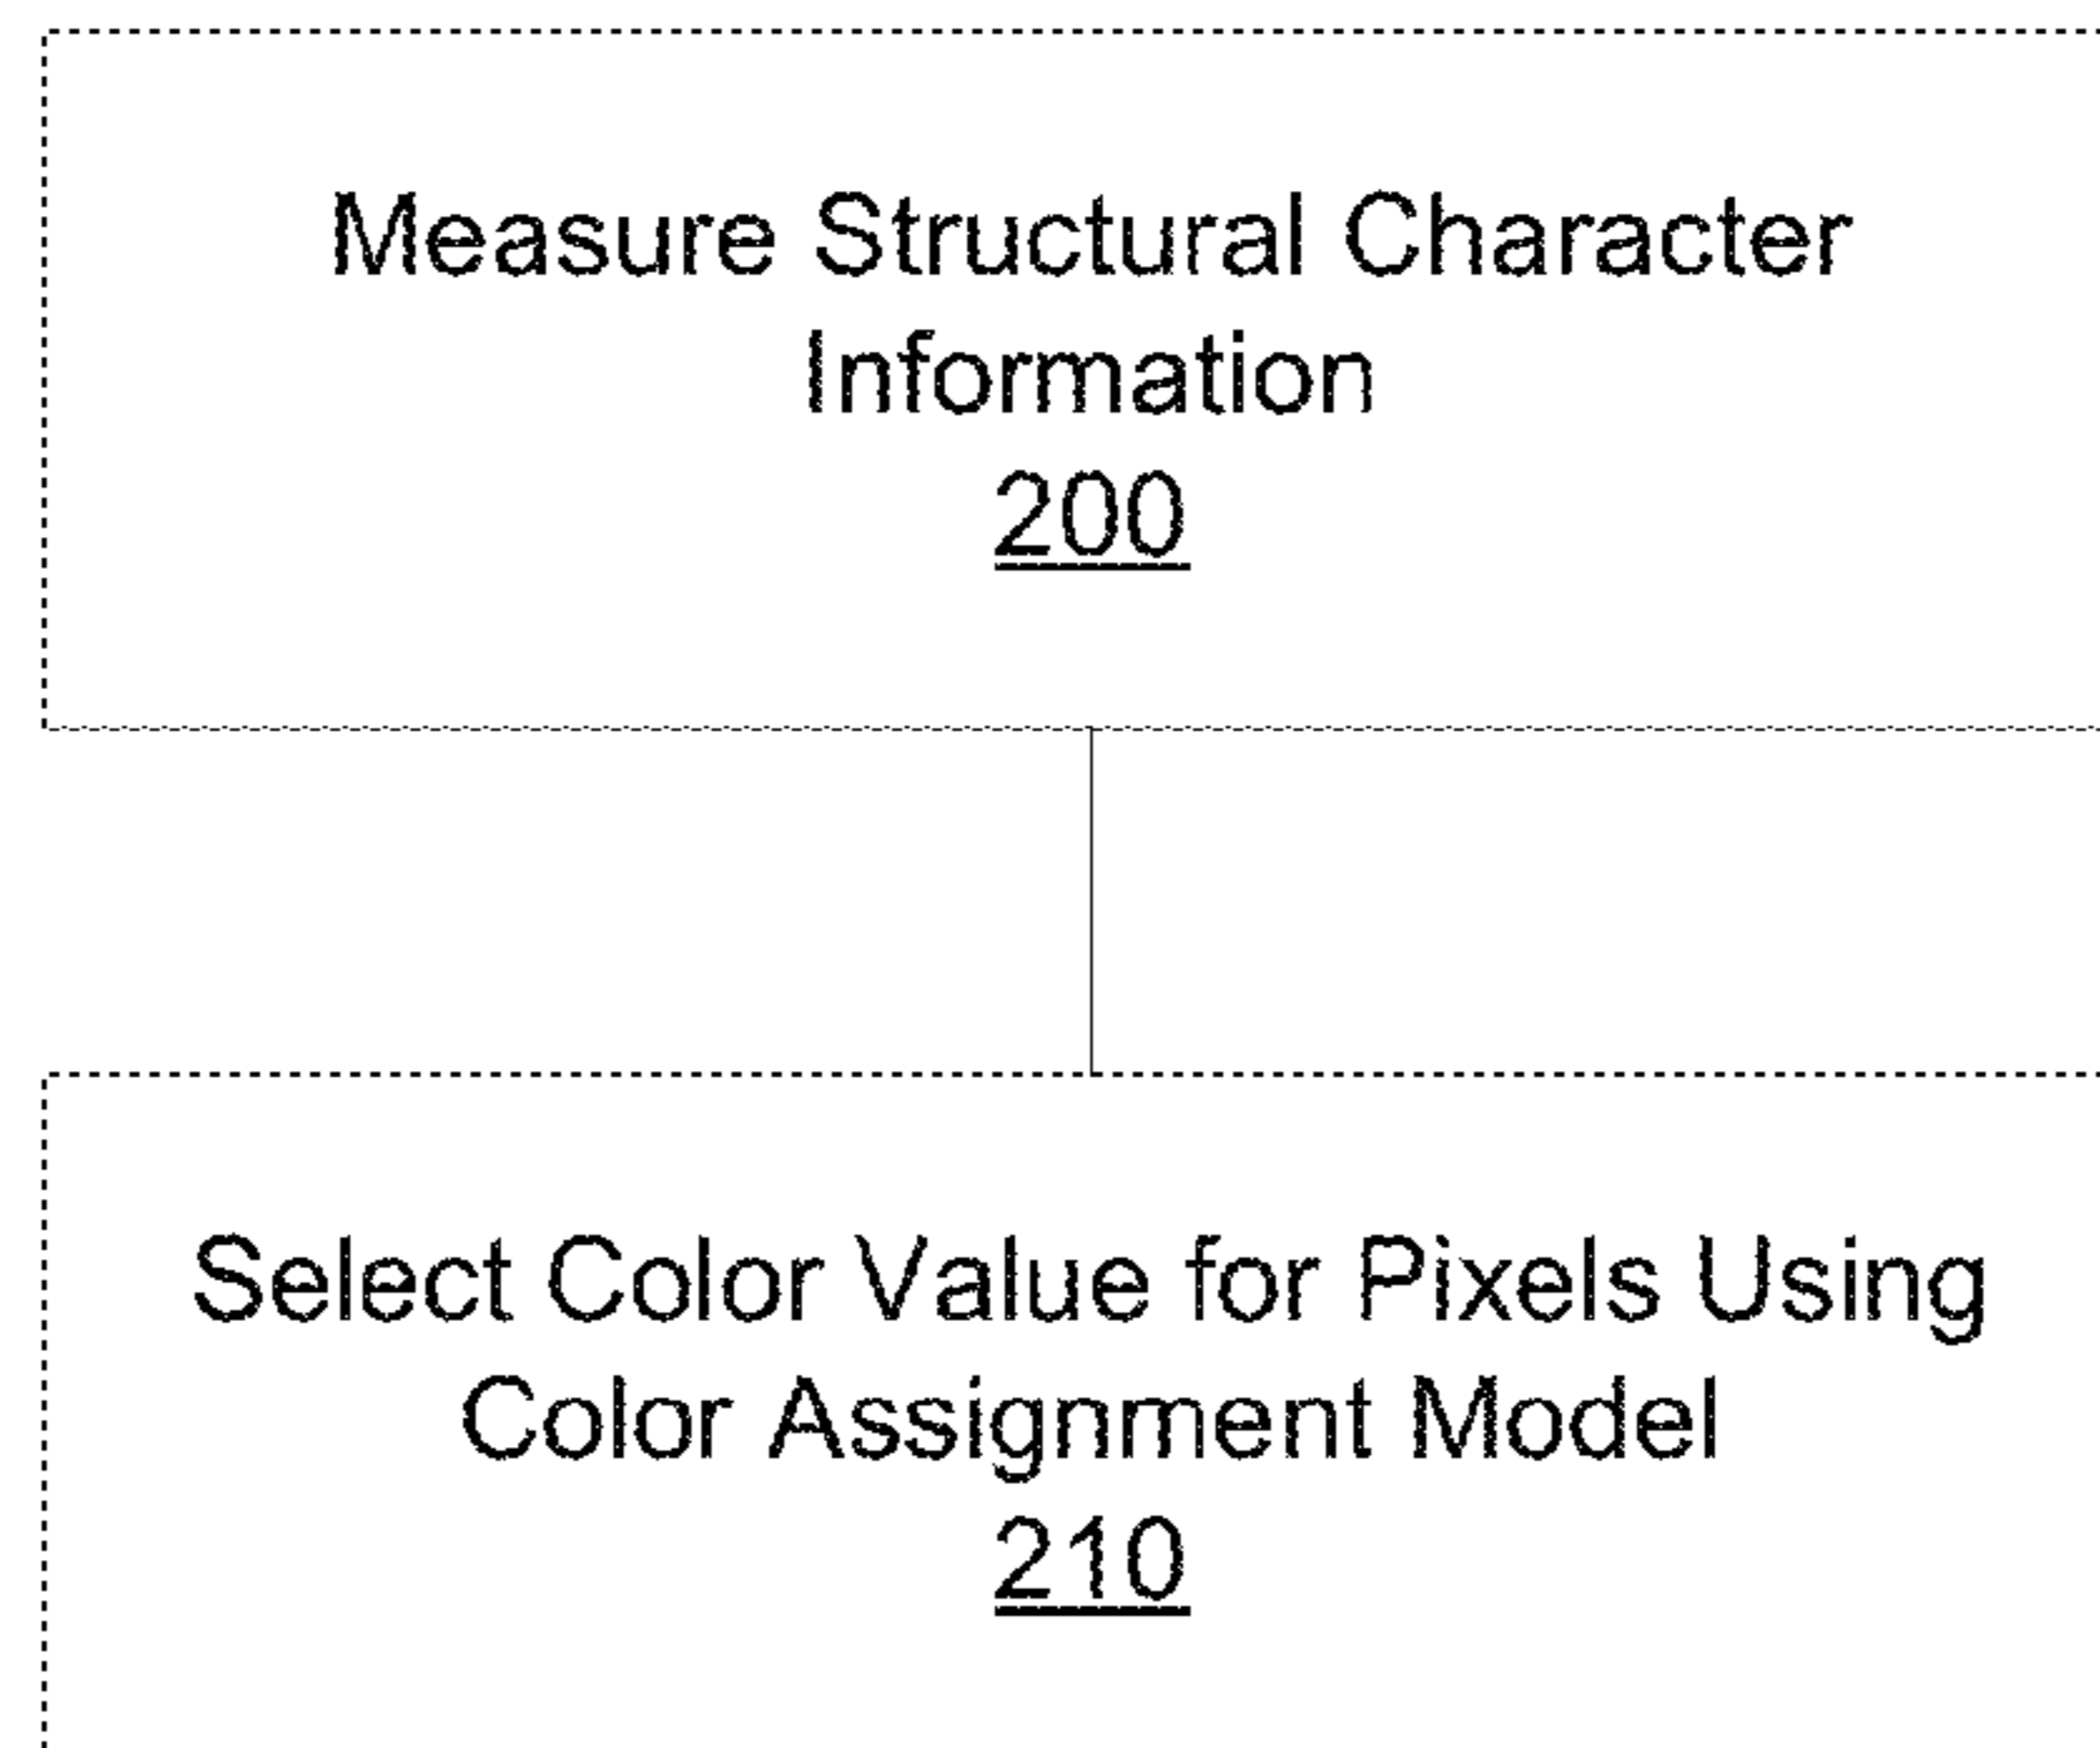 Measure Structural Character
Information
200
Select Color Value for Pixels Using
Color Assignment Model
210